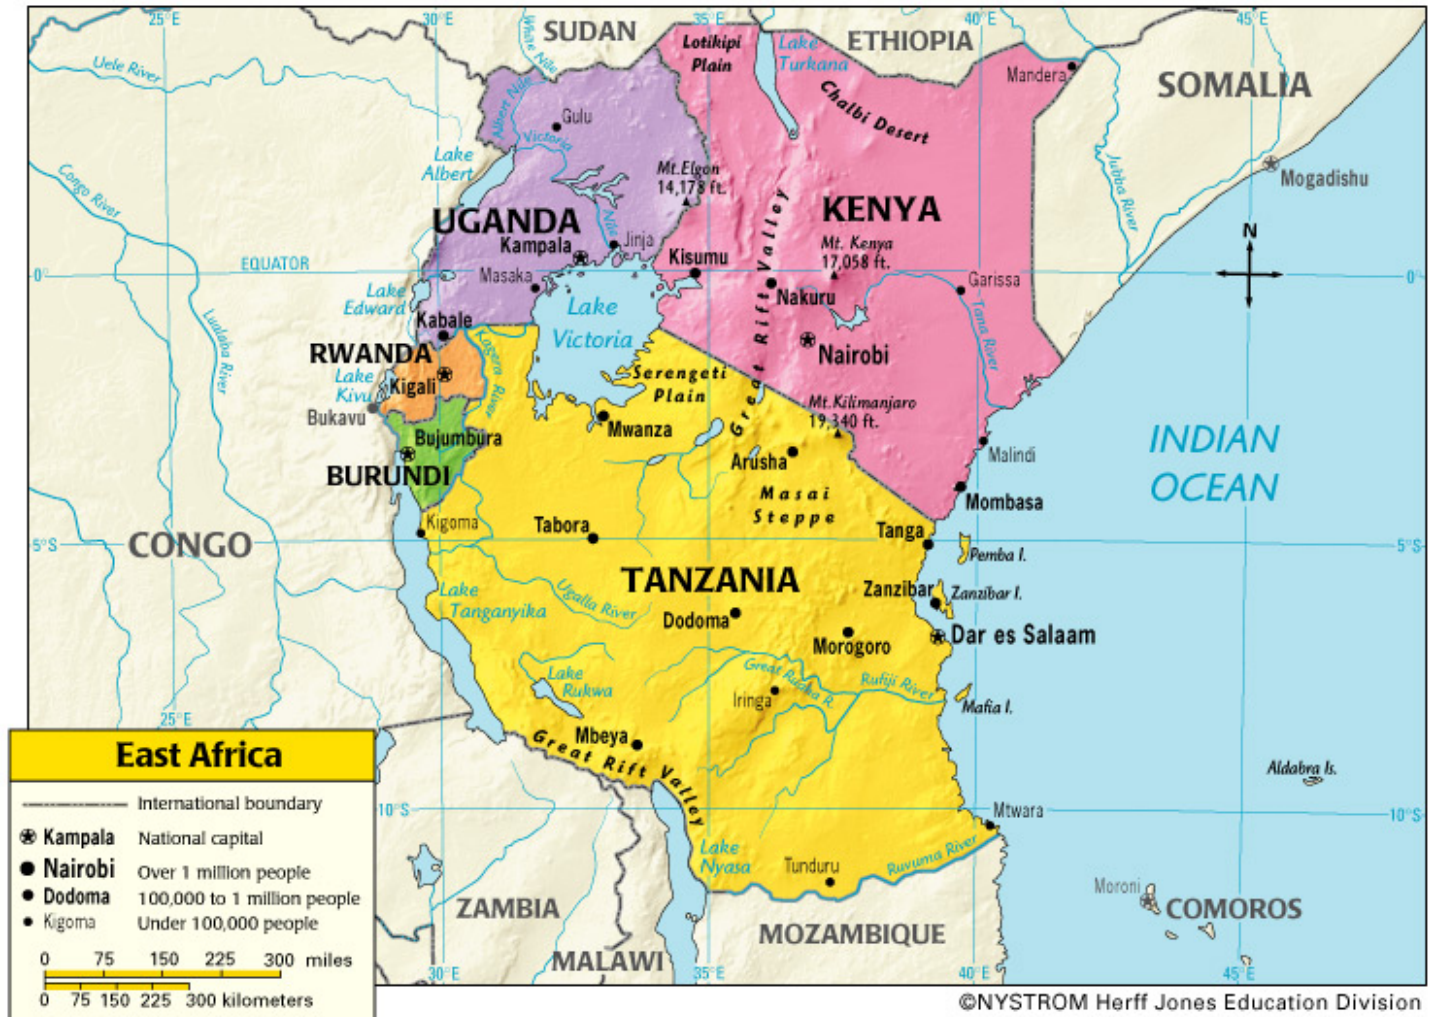 25°E
30°E
35°E
40°E
45°E
SUDAN
ETHIOPIA
SOMALIA
Uele River
White Nile
Albert Nile
Lotikipi
Plain
Lake
Turkana
Mandera
Chalbi Desert
Gulu
Victoria
Nile
Lake
Albert
Mt.Elgon
14,178 ft.
Congo River
Jubba River
Mogadishu
UGANDA
KENYA
Kampala
Jinja
Kisumu
Mt. Kenya
17,058 ft.
N
0°
EQUATOR
Masaka
Garissa
0°
Lake
Edward
Lake
Victoria
Nakuru
Great Rift Valley
Tana River
Kabale
Lualaba River
Kagera River
RWANDA
Nairobi
Lake
Kivu
Kigali
Serengeti
Plain
Bukavu
Mt.Kilimanjaro
19,340 ft.
Mwanza
Bujumbura
BURUNDI
Arusha
Malindi
INDIAN
OCEAN
Masai
Steppe
Mombasa
Kigoma
Tabora
Tanga
CONGO
5°S
5°S
Pemba I.
TANZANIA
Lake
Tanganyika
Ugalla River
Zanzibar
Zanzibar I.
Dodoma
Dar es Salaam
Morogoro
Lake
Rukwa
Great Ruaha R.
Rufiji River
Iringa
Mafia I.
25°E
Mbeya
Great Rift Valley
Aldabra Is.
10°S
10°S
Mtwara
Lake
Nyasa
Tunduru
Ruvuma River
Moroni
COMOROS
ZAMBIA
MALAWI
MOZAMBIQUE
30°E
35°E
40°E
45°E
East Africa
International boundary
Kampala National capital
Nairobi Over 1 million people
Dodoma 100,000 to 1 million people
Kigoma Under 100,000 people
0 75 150 225 300 miles
0 75 150 225 300 kilometers
©NYSTROM Herff Jones Education Division